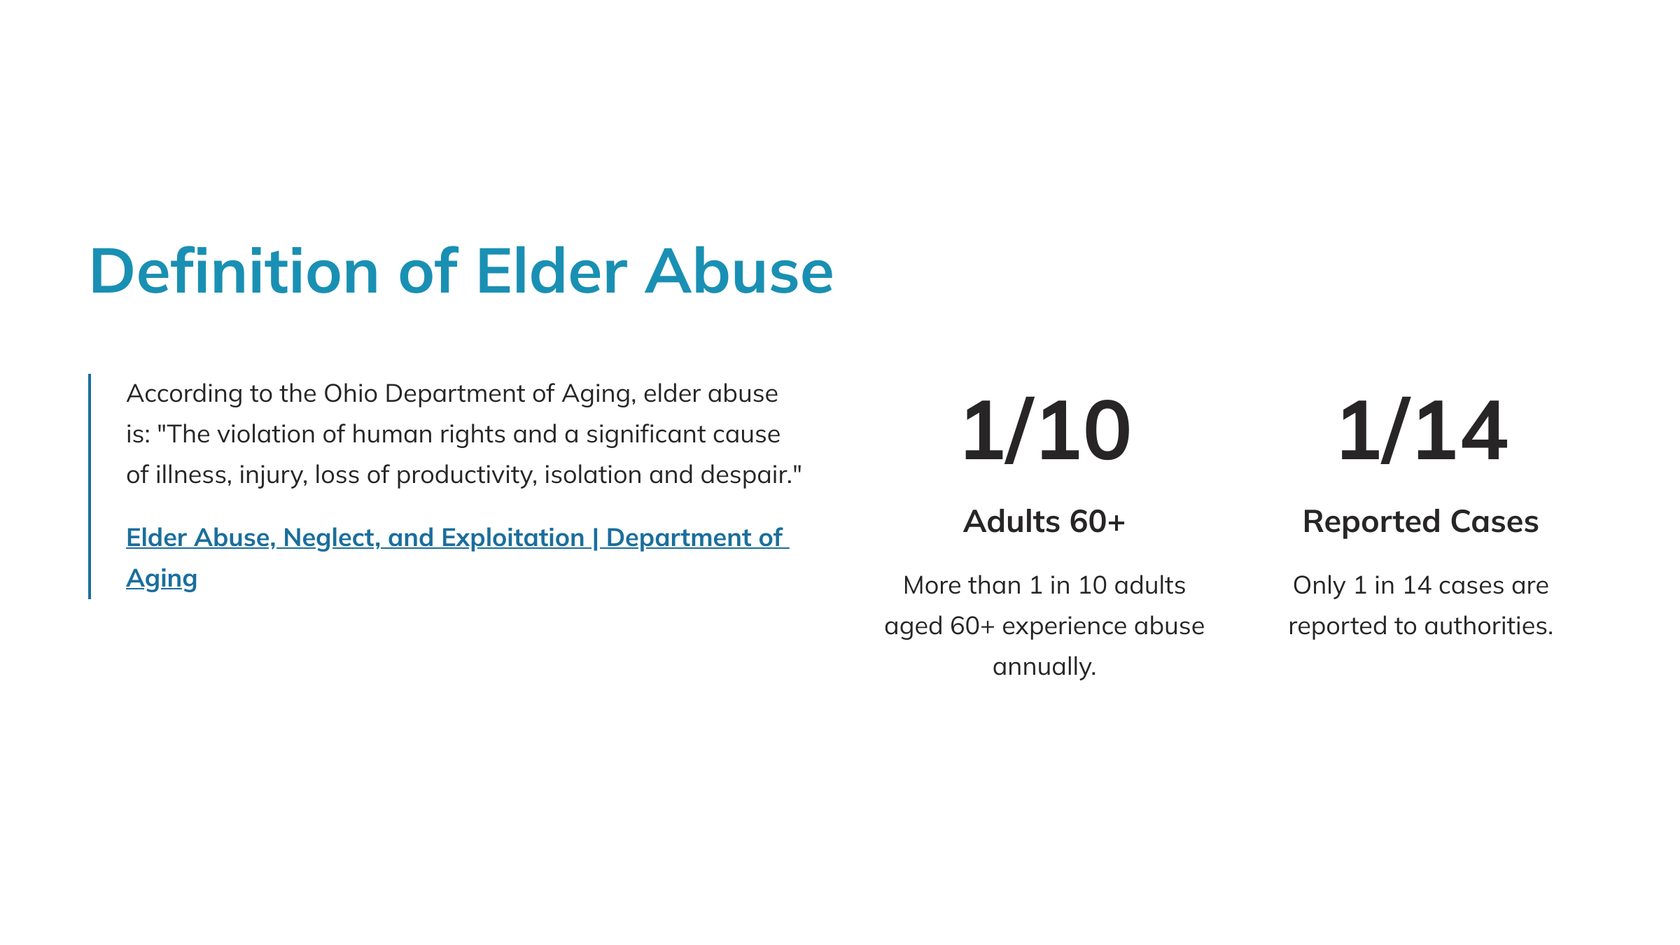 Definition of Elder Abuse
According to the Ohio Department of Aging, elder abuse
is: "The violation of human rights and a significant cause
of illness, injury, loss of productivity, isolation and despair."
Elder Abuse, Neglect, and Exploitation | Department of
Aging
1/10
Adults 60+
More than 1 in 10 adults
aged 60+ experience abuse
annually.
1/14
Reported Cases
Only 1 in 14 cases are
reported to authorities.